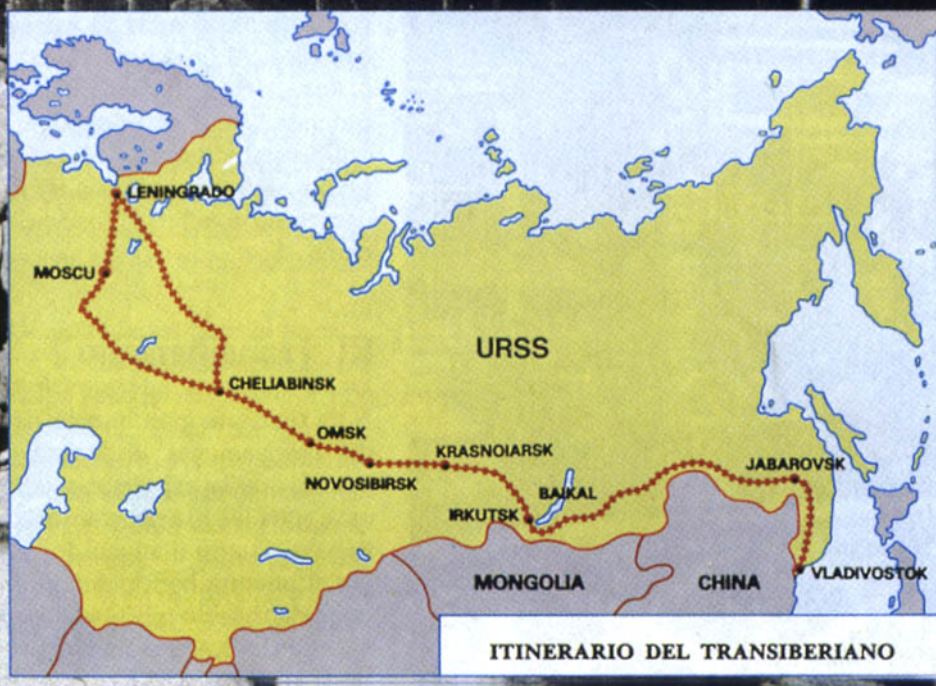 LENINGRADO
MOSCU
URSS
CHELIABINSK
OMSK
KRASNOIARSK
NOVOSIBIRSK
JABAROVSK
BAIKAL
IRKUTSK
MONGOLIA
CHINA
VLADIVOSTOK
ITINERARIO DEL TRANSIBERIANO